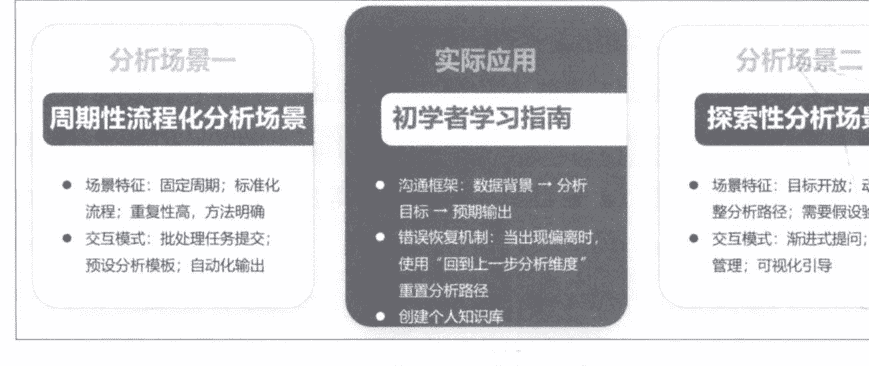 分析场景一
周期性流程化分析场景
● 场景特征：固定周期；标准化
流程；重复性高，方法明确
● 交互模式：批处理任务提交；
预设分析模板；自动化输出
实际应用
初学者学习指南
● 沟通框架：数据背景 → 分析
目标 → 预期输出
● 错误恢复机制：当出现偏离时，
使用“回到上一步分析维度”
重置分析路径
● 创建个人知识库
分析场景二
探索性分析场
● 场景特征：目标开放；
整分析路径；需要假设
● 交互模式：渐进式提问；
管理；可视化引导